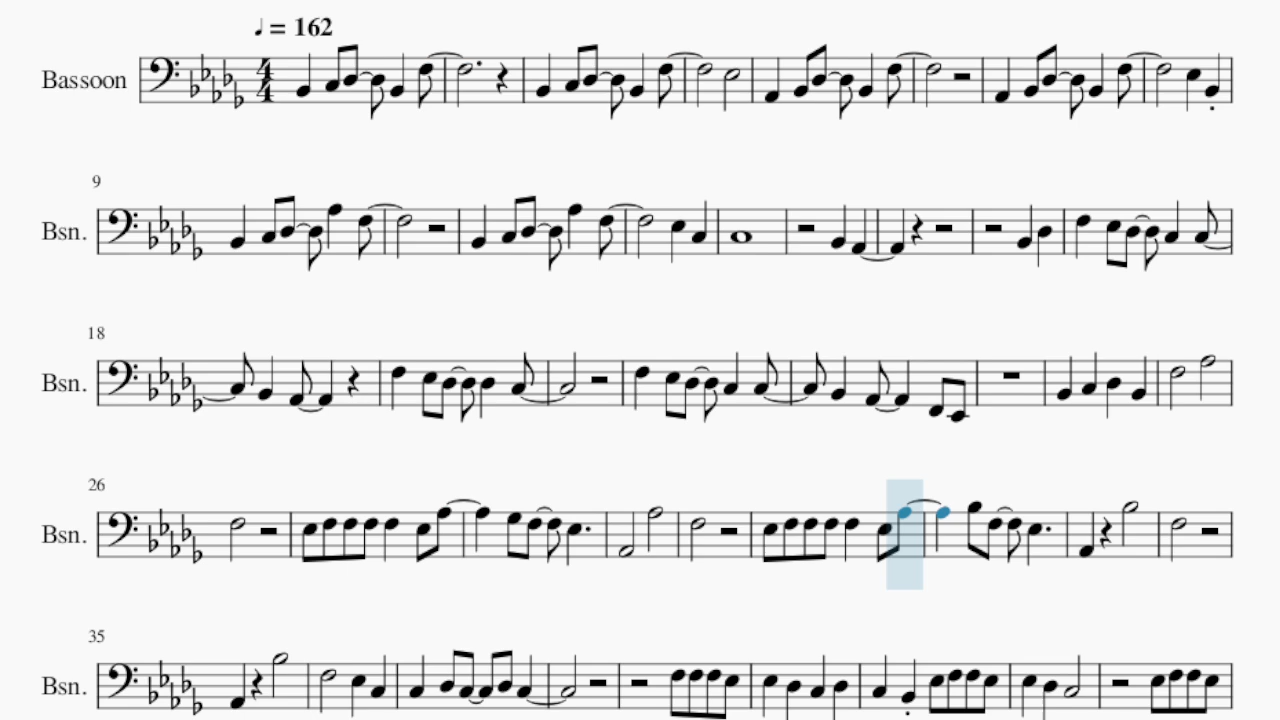 ♩ = 162
Bassoon
4
4
9
Bsn.
18
Bsn.
26
Bsn.
35
Bsn.